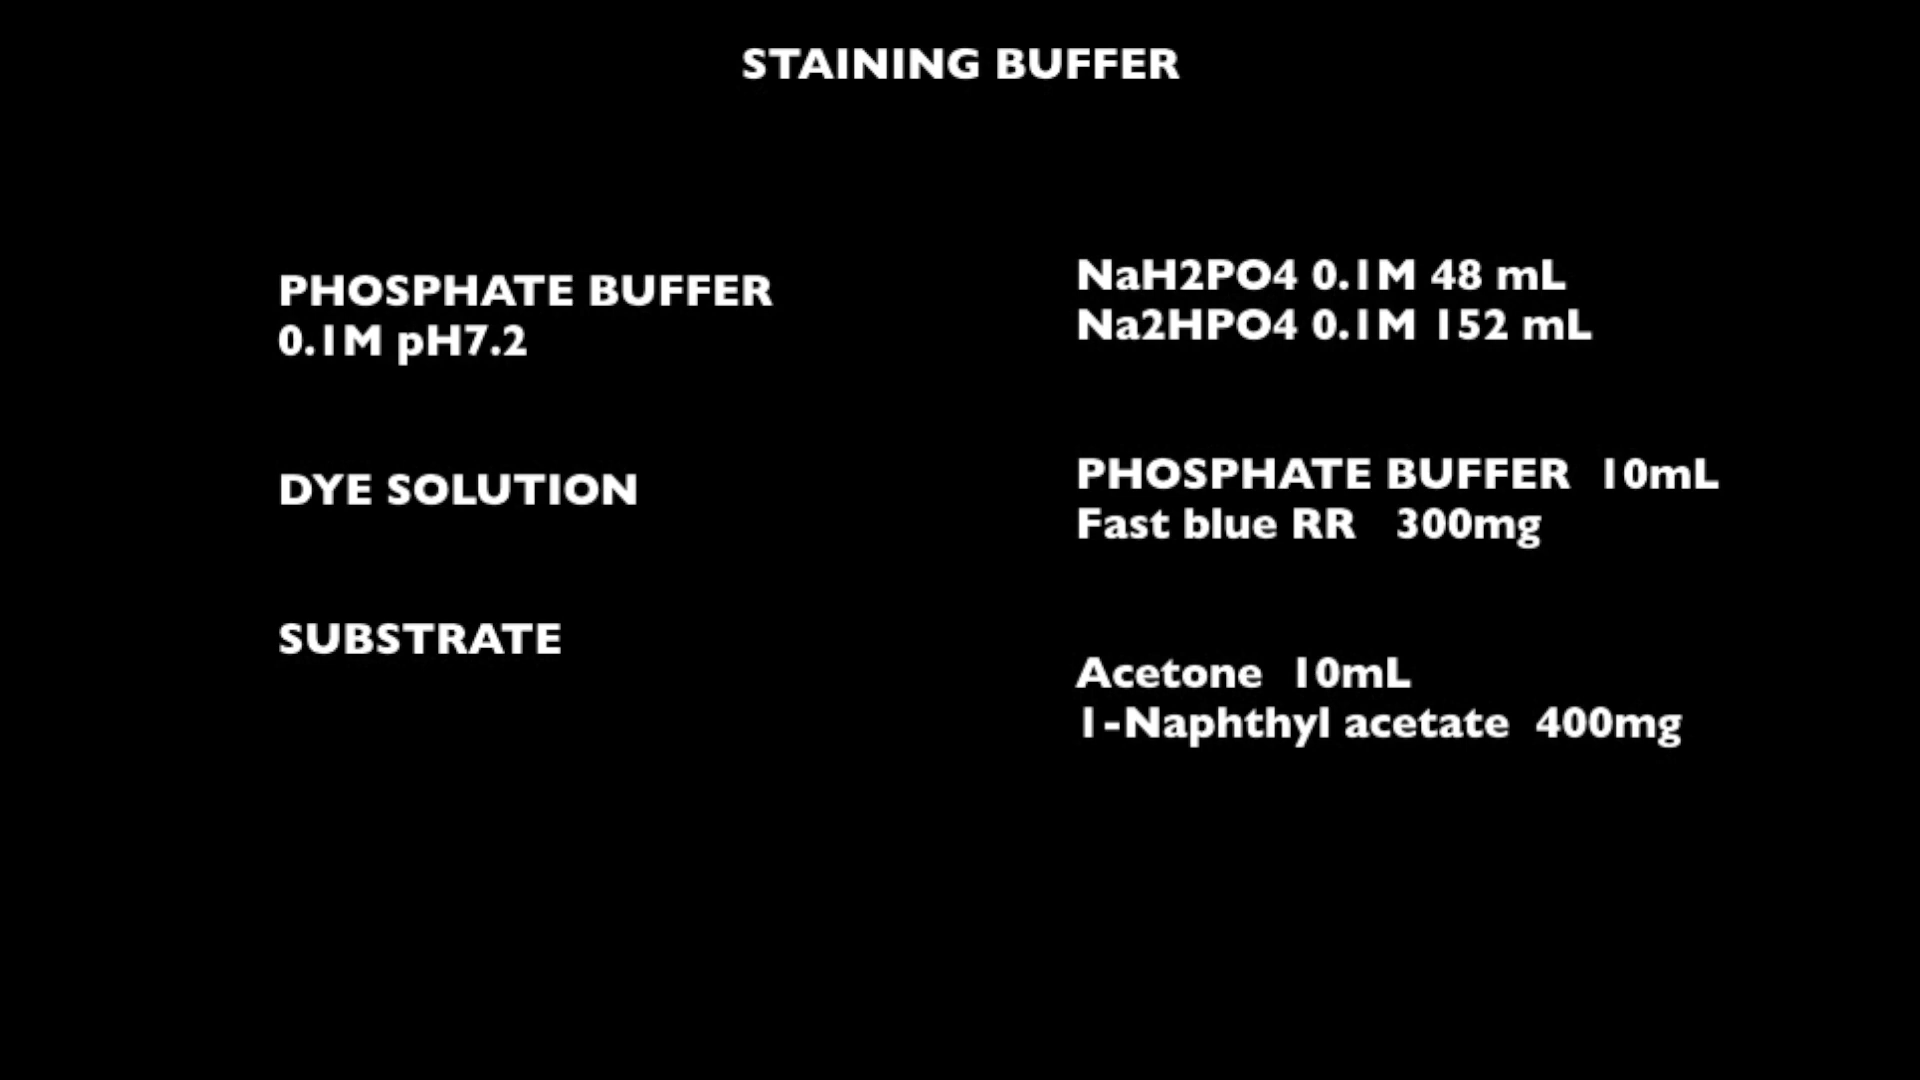 STAINING BUFFER
PHOSPHATE BUFFER
0.1M pH7.2
NaH2PO4 0.1M 48 mL
Na2HPO4 0.1M 152 mL
DYE SOLUTION
PHOSPHATE BUFFER 10mL
Fast blue RR 300mg
SUBSTRATE
Acetone 10mL
1-Naphthyl acetate 400mg